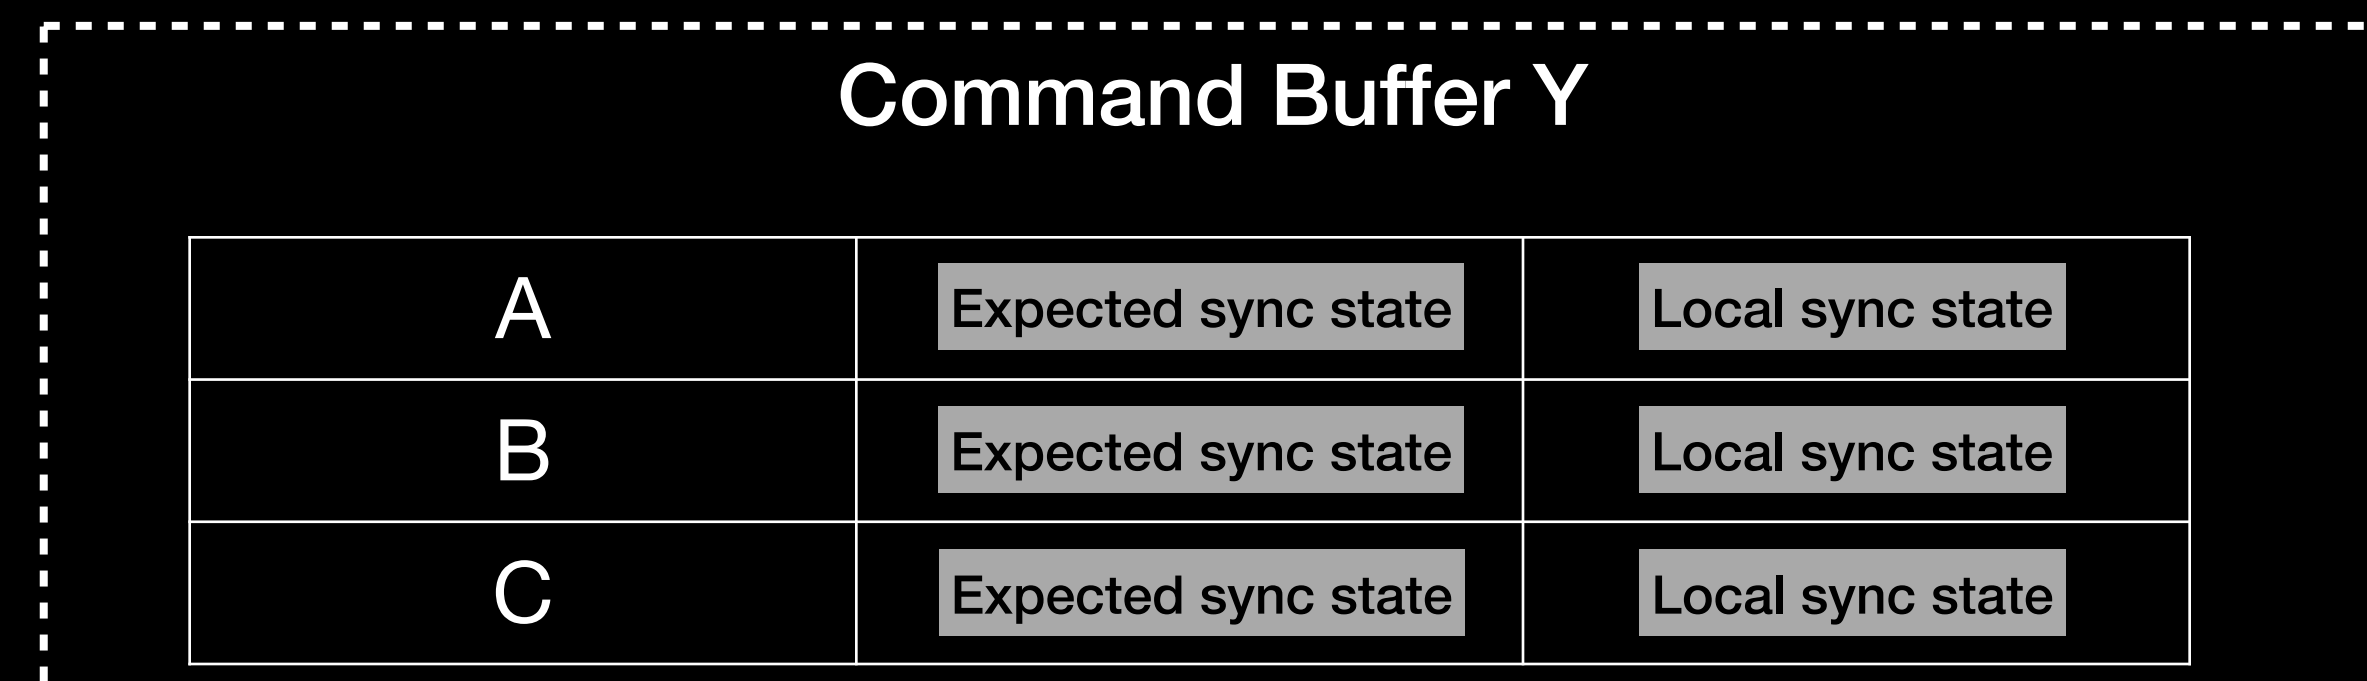 Command Buffer Y
A Expected sync state Local sync state
B Expected sync state Local sync state
C Expected sync state Local sync state